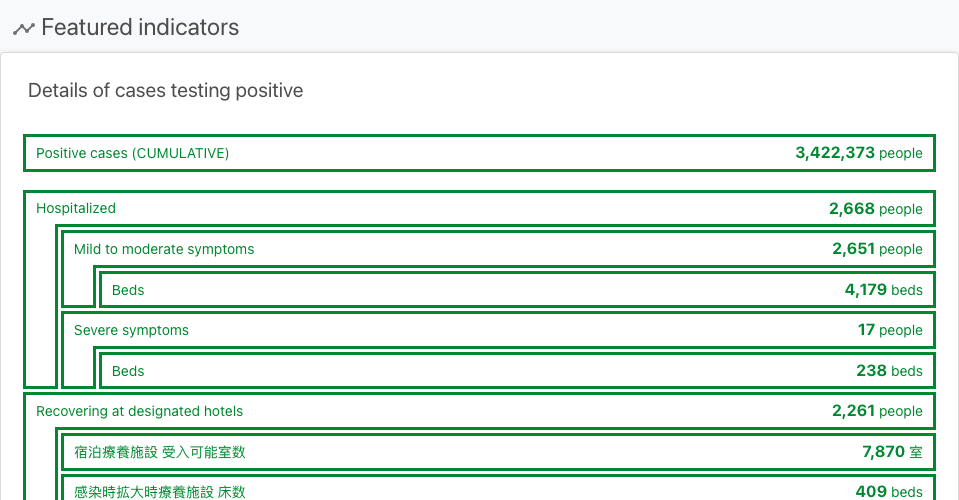 Featured indicators
Details of cases testing positive
Positive cases (CUMULATIVE) 3,422,373 people
Hospitalized 2,668 people
Mild to moderate symptoms 2,651 people
Beds 4,179 beds
Severe symptoms 17 people
Beds 238 beds
Recovering at designated hotels 2,261 people
宿泊療養施設 受入可能室数 7,870 室
感染時拡大時療養施設 床数 409 beds